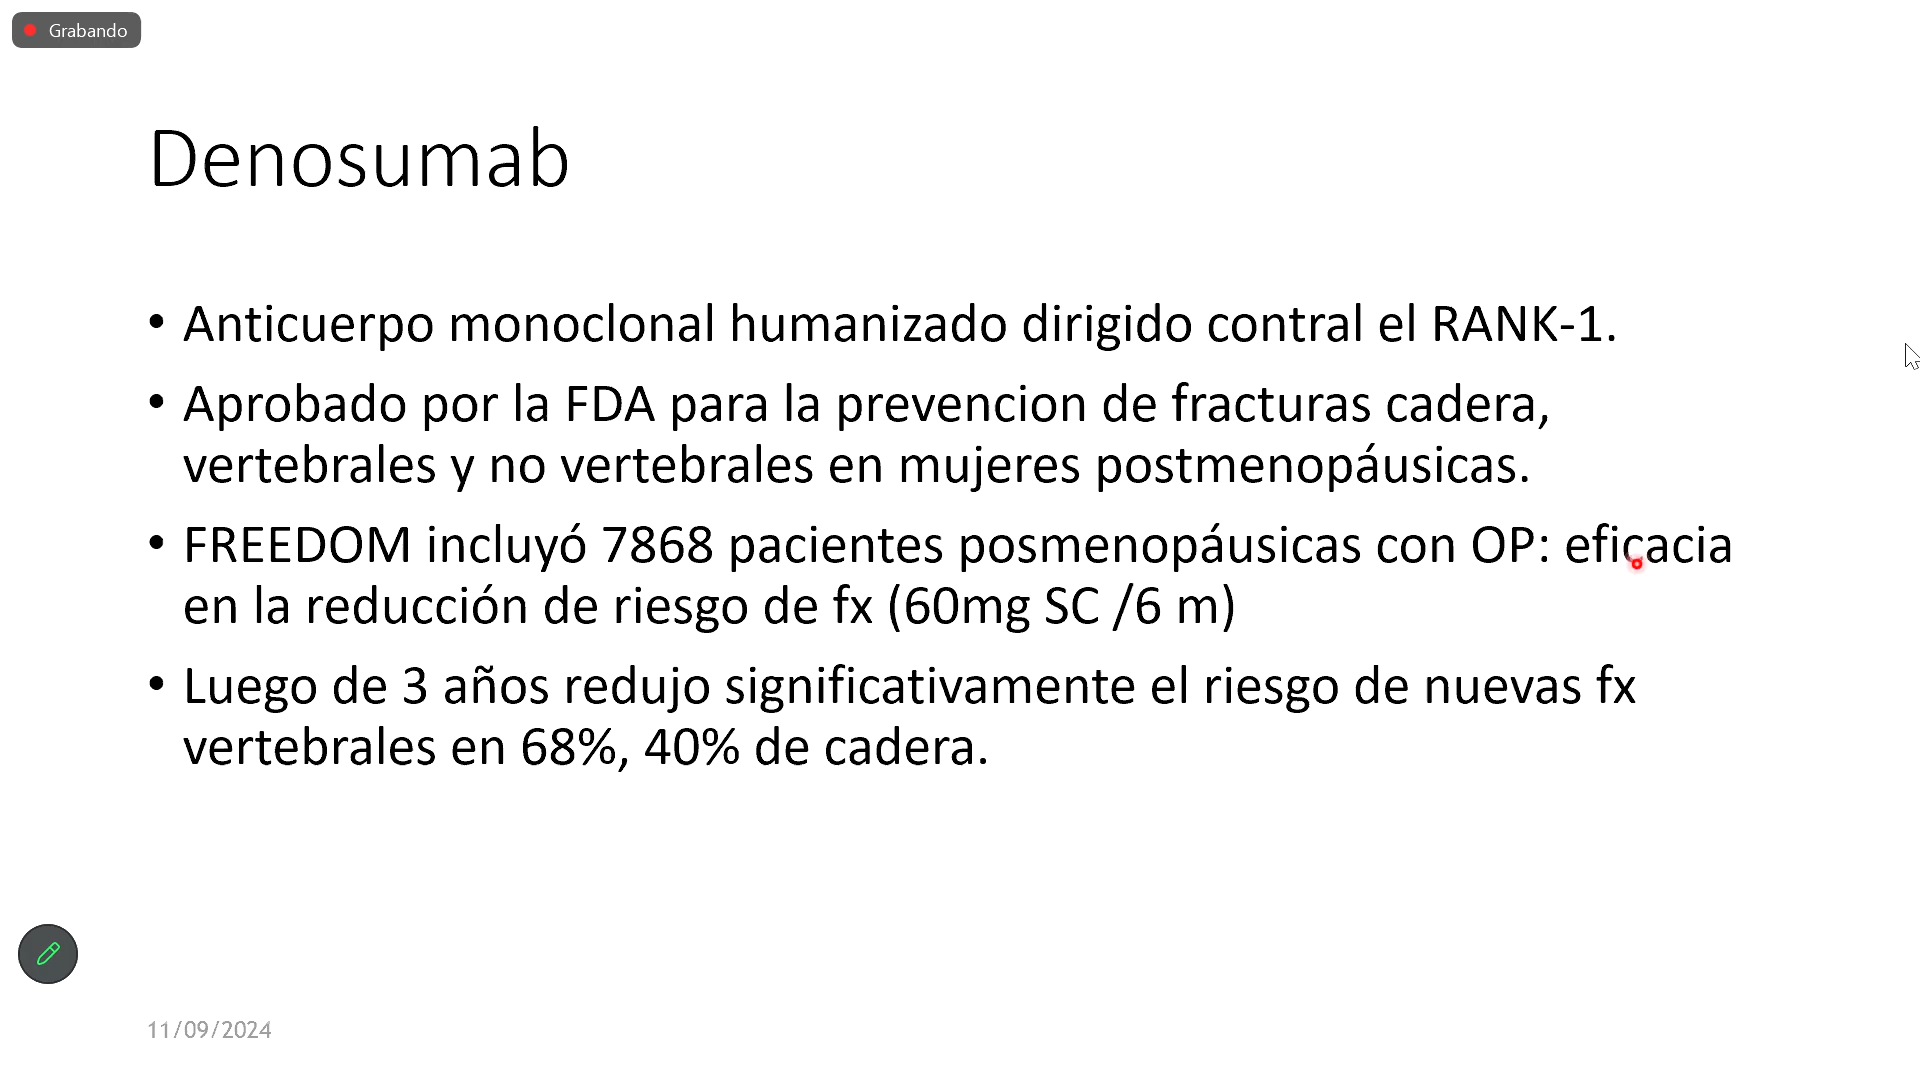 Grabando
Denosumab
• Anticuerpo monoclonal humanizado dirigido contral el RANK-1.
• Aprobado por la FDA para la prevencion de fracturas cadera,
vertebrales y no vertebrales en mujeres postmenopáusicas.
• FREEDOM incluyó 7868 pacientes posmenopáusicas con OP: eficacia
en la reducción de riesgo de fx (60mg SC /6 m)
• Luego de 3 años redujo significativamente el riesgo de nuevas fx
vertebrales en 68%, 40% de cadera.
11/09/2024